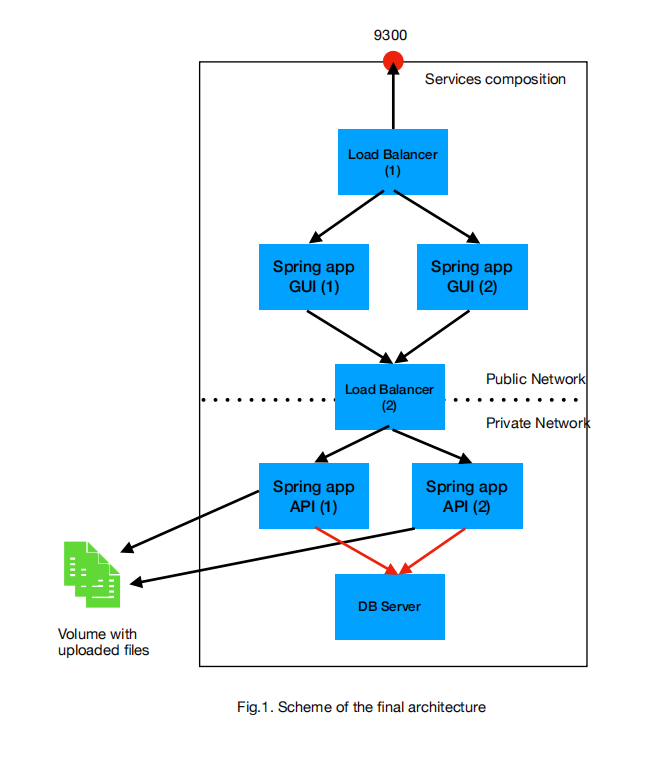 9300
Services composition
Load Balancer
(1)
Spring app
GUI (1)
Spring app
GUI (2)
Load Balancer
(2)
Public Network
Private Network
Spring app
API (1)
Spring app
API (2)
DB Server
Volume with
uploaded files
Fig.1. Scheme of the final architecture